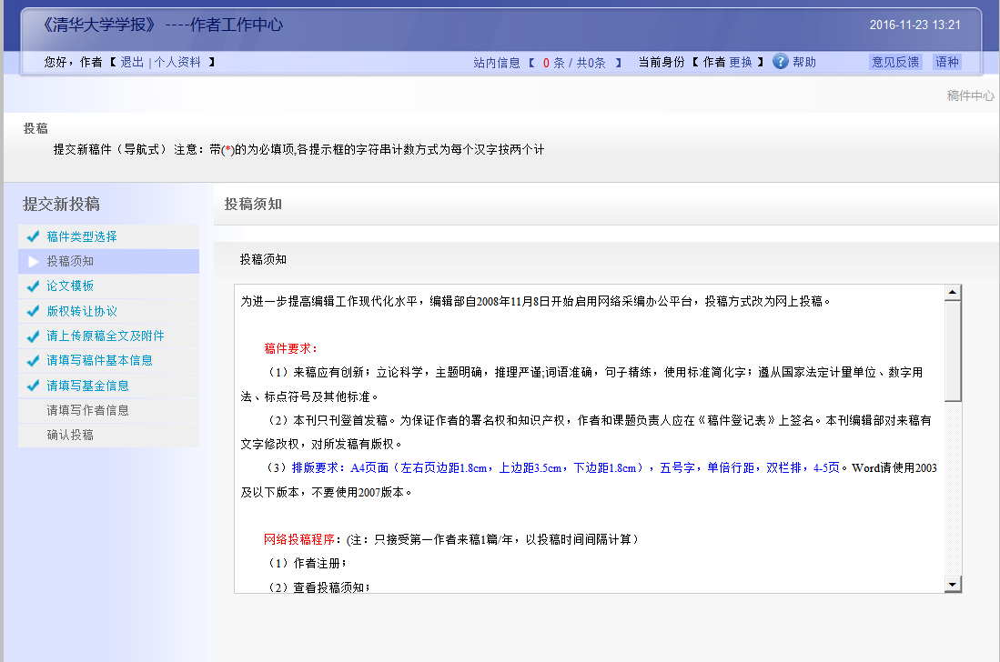 《清华大学学报》 ----作者工作中心
2016-11-23 13:21
您好，作者【 退出 | 个人资料 】
站内信息【 0 条 / 共0条 】 当前身份【 作者 更换 】 ? 帮助 意见反馈 语种
稿件中心
投稿
提交新稿件（导航式） 注意：带(*)的为必填项,各提示框的字符串计数方式为每个汉字按两个计
提交新投稿
稿件类型选择
投稿须知
论文模板
版权转让协议
请上传原稿全文及附件
请填写稿件基本信息
请填写基金信息
请填写作者信息
确认投稿
投稿须知
投稿须知
为进一步提高编辑工作现代化水平，编辑部自2008年11月8日开始启用网络采编办公平台，投稿方式改为网上投稿。
稿件要求：
（1）来稿应有创新；立论科学，主题明确，推理严谨;词语准确，句子精练，使用标准简化字；遵从国家法定计量单位、数字用
法、标点符号及其他标准。
（2）本刊只刊登首发稿。为保证作者的署名权和知识产权，作者和课题负责人应在《稿件登记表》上签名。本刊编辑部对来稿有
文字修改权，对所发稿有版权。
（3）排版要求：A4页面（左右页边距1.8cm，上边距3.5cm，下边距1.8cm），五号字，单倍行距，双栏排，4-5页。Word请使用2003
及以下版本，不要使用2007版本。
网络投稿程序：(注：只接受第一作者来稿1篇/年，以投稿时间间隔计算）
（1）作者注册；
（2）查看投稿须知；